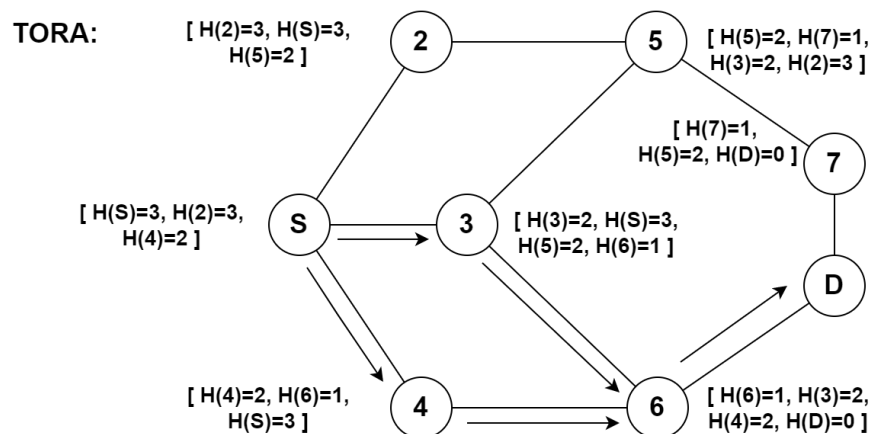 TORA:
[ H(2)=3, H(S)=3,
H(5)=2 ]
2
5
[ H(5)=2, H(7)=1,
H(3)=2, H(2)=3 ]
[ H(7)=1,
H(5)=2, H(D)=0 ]
7
[ H(S)=3, H(2)=3,
H(4)=2 ]
S
3
[ H(3)=2, H(S)=3,
H(5)=2, H(6)=1 ]
D
[ H(4)=2, H(6)=1,
H(S)=3 ]
4
6
[ H(6)=1, H(3)=2,
H(4)=2, H(D)=0 ]